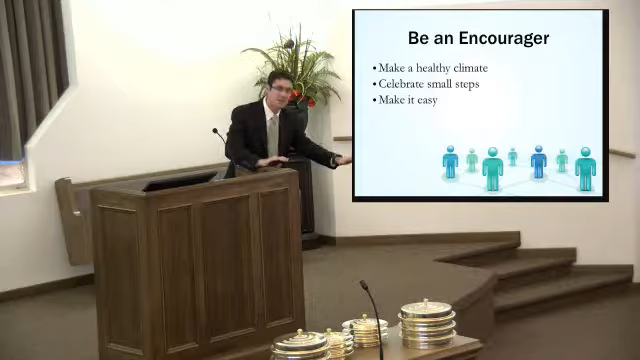 Be an Encourager
• Make a healthy climate
• Celebrate small steps
• Make it easy